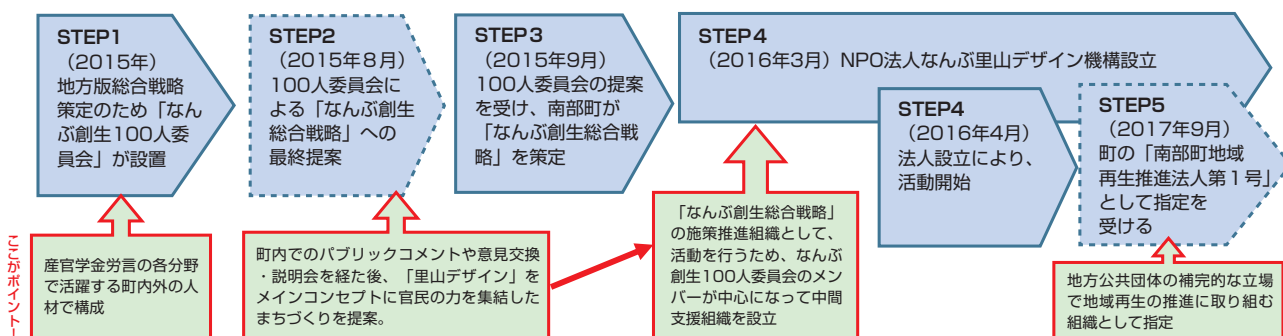 STEP1
（2015年）
地方版総合戦略
策定のため「なん
ぶ創生100人委
員会」が設置
STEP2
（2015年８月）
100人委員会に
よる「なんぶ創生
総合戦略」への
最終提案
STEP３
（2015年9月）
100人委員会の提案
を受け、南部町が
「なんぶ創生総合戦
略」を策定
STEP４
（2016年3月）NPO法人なんぶ里山デザイン機構設立
STEP4
（2016年4月）
法人設立により、
活動開始
STEP5
（2017年9月）
町の「南部町地域
再生推進法人第１号」
として指定を
受ける
ここがポイント！
産官学金労言の各分野
で活躍する町内外の人
材で構成
町内でのパブリックコメントや意見交換
・説明会を経た後、「里山デザイン」を
メインコンセプトに官民の力を集結した
まちづくりを提案。
「なんぶ創生総合戦略」
の施策推進組織として、
活動を行うため、なんぶ
創生100人委員会のメン
バーが中心になって中間
支援組織を設立
地方公共団体の補完的な立場
で地域再生の推進に取り組む
組織として指定